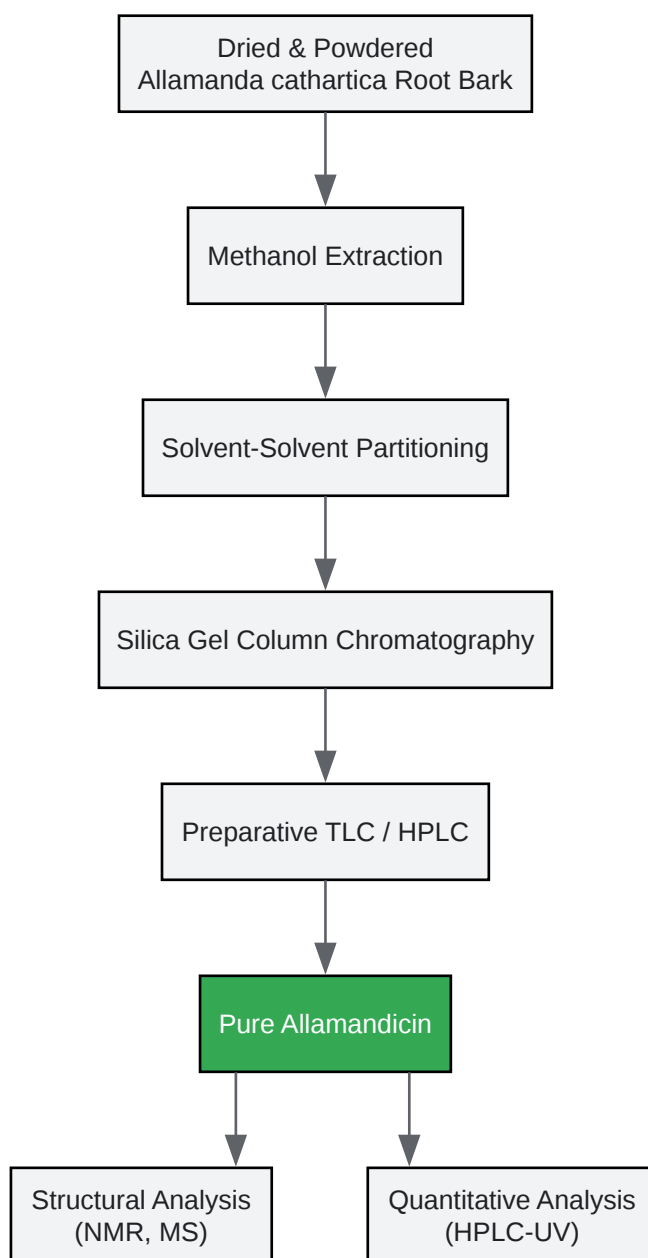 Dried & Powdered
Allamanda cathartica Root Bark
Methanol Extraction
Solvent-Solvent Partitioning
Silica Gel Column Chromatography
Preparative TLC / HPLC
Pure Allamandicin
Structural Analysis
(NMR, MS)
Quantitative Analysis
(HPLC-UV)